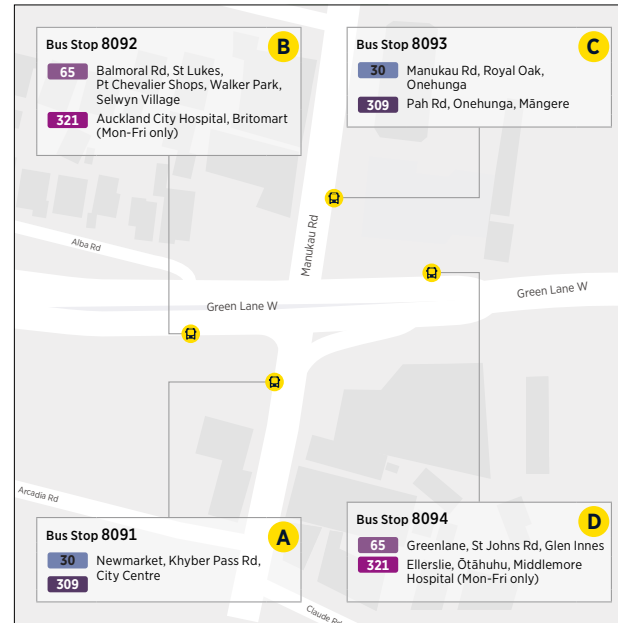 Bus Stop 8092
B
65 Balmoral Rd, St Lukes,
Pt Chevalier Shops, Walker Park,
Selwyn Village
321 Auckland City Hospital, Britomart
(Mon-Fri only)
Bus Stop 8093
C
30 Manukau Rd, Royal Oak,
Onehunga
309 Pah Rd, Onehunga, Māngere
Manukau Rd
Alba Rd
Green Lane W
Green Lane W
Arcadia Rd
Bus Stop 8091
A
30 Newmarket, Khyber Pass Rd,
309 City Centre
Bus Stop 8094
D
65 Greenlane, St Johns Rd, Glen Innes
321 Ellerslie, Ōtāhuhu, Middlemore
Hospital (Mon-Fri only)
Claude Rd